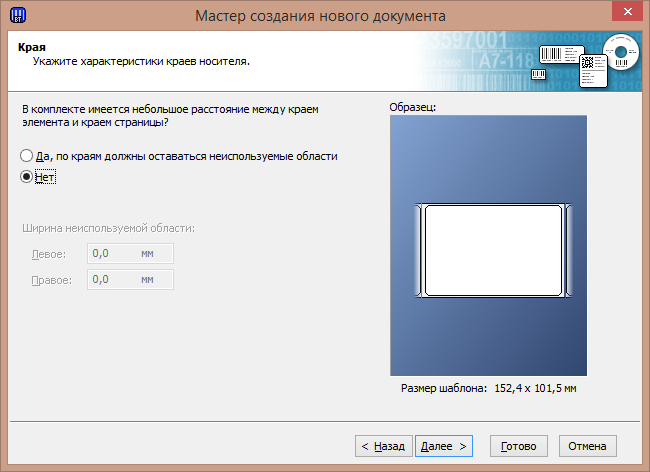 BT
Мастер создания нового документа
Края
Укажите характеристики краев носителя.
3597001
A7-118
В комплекте имеется небольшое расстояние между краем
элемента и краем страницы?
Да, по краям должны оставаться неиспользуемые области
Нет
Ширина неиспользуемой области:
Левое: 0,0 мм
Правое: 0,0 мм
Образец:
Размер шаблона: 152,4 x 101,5 мм
< Назад
Далее >
Готово
Отмена